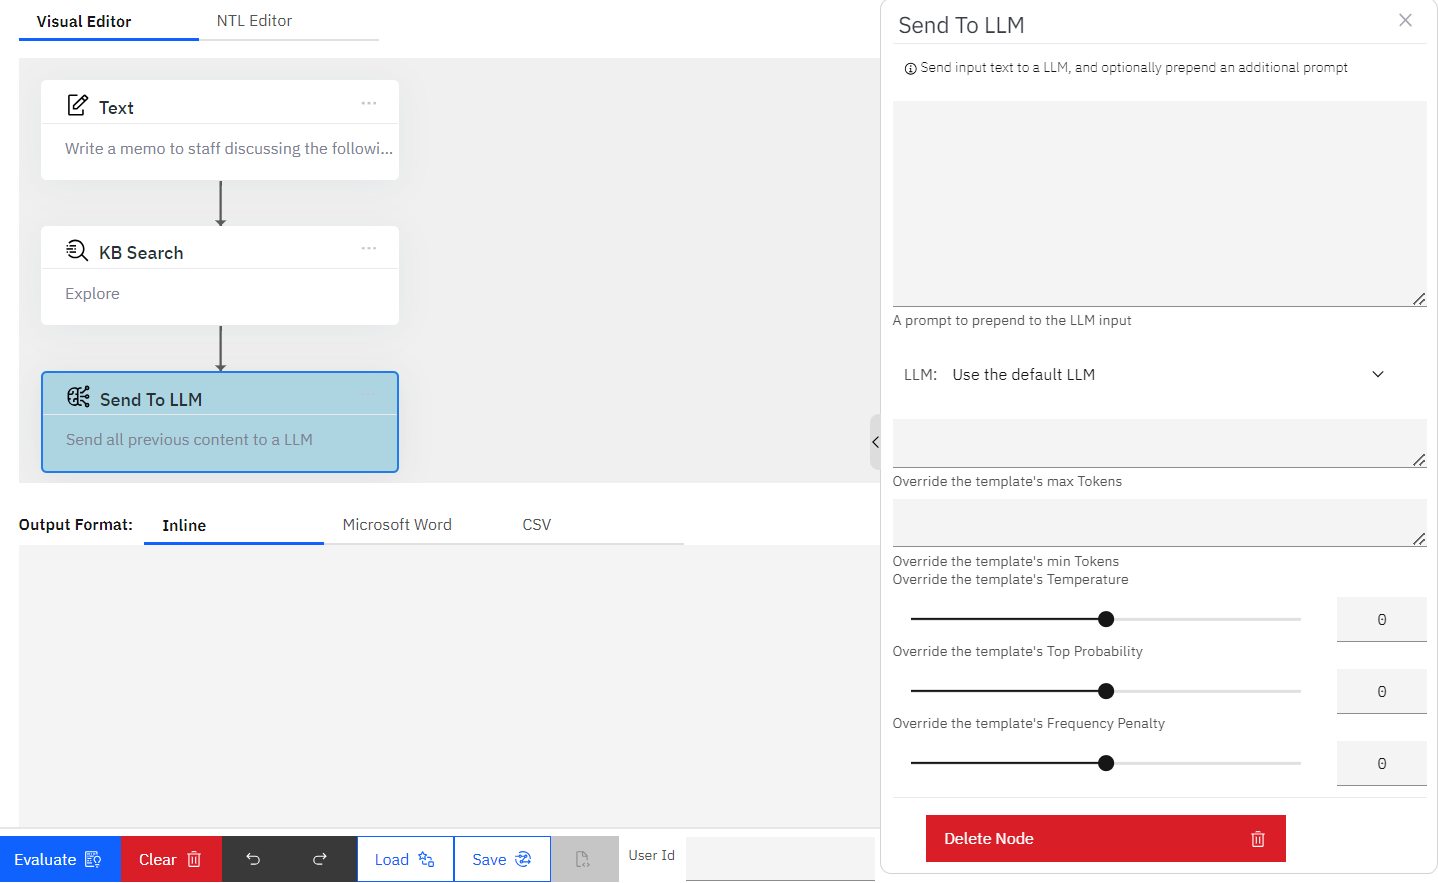 Visual Editor
NTL Editor
Text
Write a memo to staff discussing the followi...
KB Search
Explore
Send To LLM
Send all previous content to a LLM
Output Format:
Inline
Microsoft Word
CSV
Evaluate
Clear
Load
Save
User Id
Send To LLM
Send input text to a LLM, and optionally prepend an additional prompt
A prompt to prepend to the LLM input
LLM: Use the default LLM
Override the template's max Tokens
Override the template's min Tokens
Override the template's Temperature
0
Override the template's Top Probability
0
Override the template's Frequency Penalty
0
Delete Node